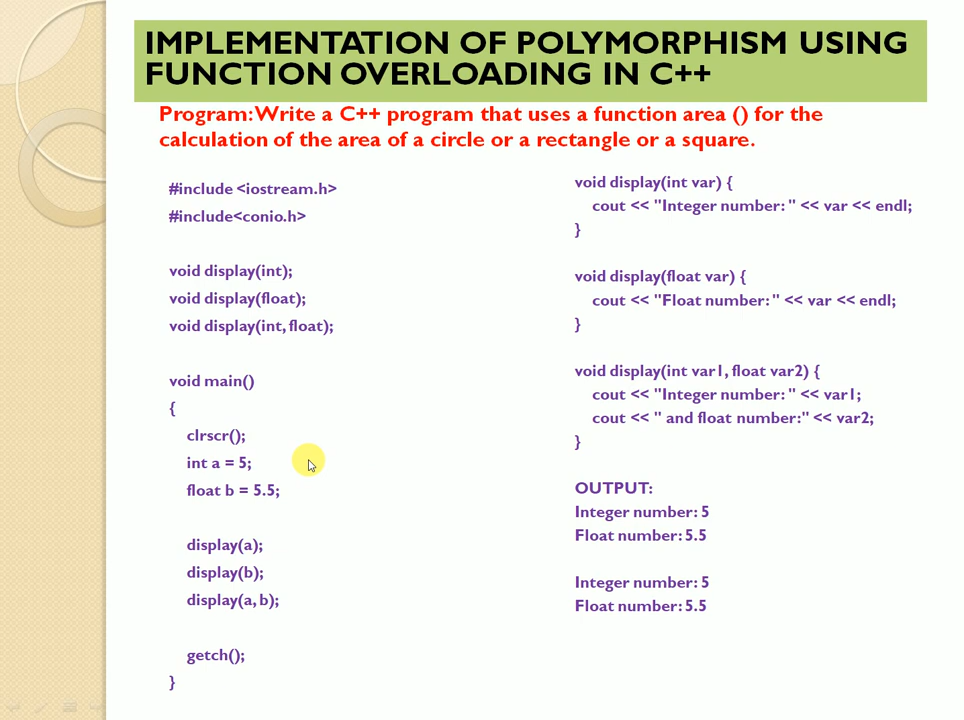 IMPLEMENTATION OF POLYMORPHISM USING
FUNCTION OVERLOADING IN C++
Program: Write a C++ program that uses a function area () for the
calculation of the area of a circle or a rectangle or a square.
#include <iostream.h>
#include<conio.h>
void display(int);
void display(float);
void display(int, float);
void main()
{
clrscr();
int a = 5;
float b = 5.5;
display(a);
display(b);
display(a, b);
getch();
}
void display(int var) {
cout << "Integer number: " << var << endl;
}
void display(float var) {
cout << "Float number: " << var << endl;
}
void display(int var1, float var2) {
cout << "Integer number: " << var1;
cout << " and float number:" << var2;
}
OUTPUT:
Integer number: 5
Float number: 5.5
Integer number: 5
Float number: 5.5